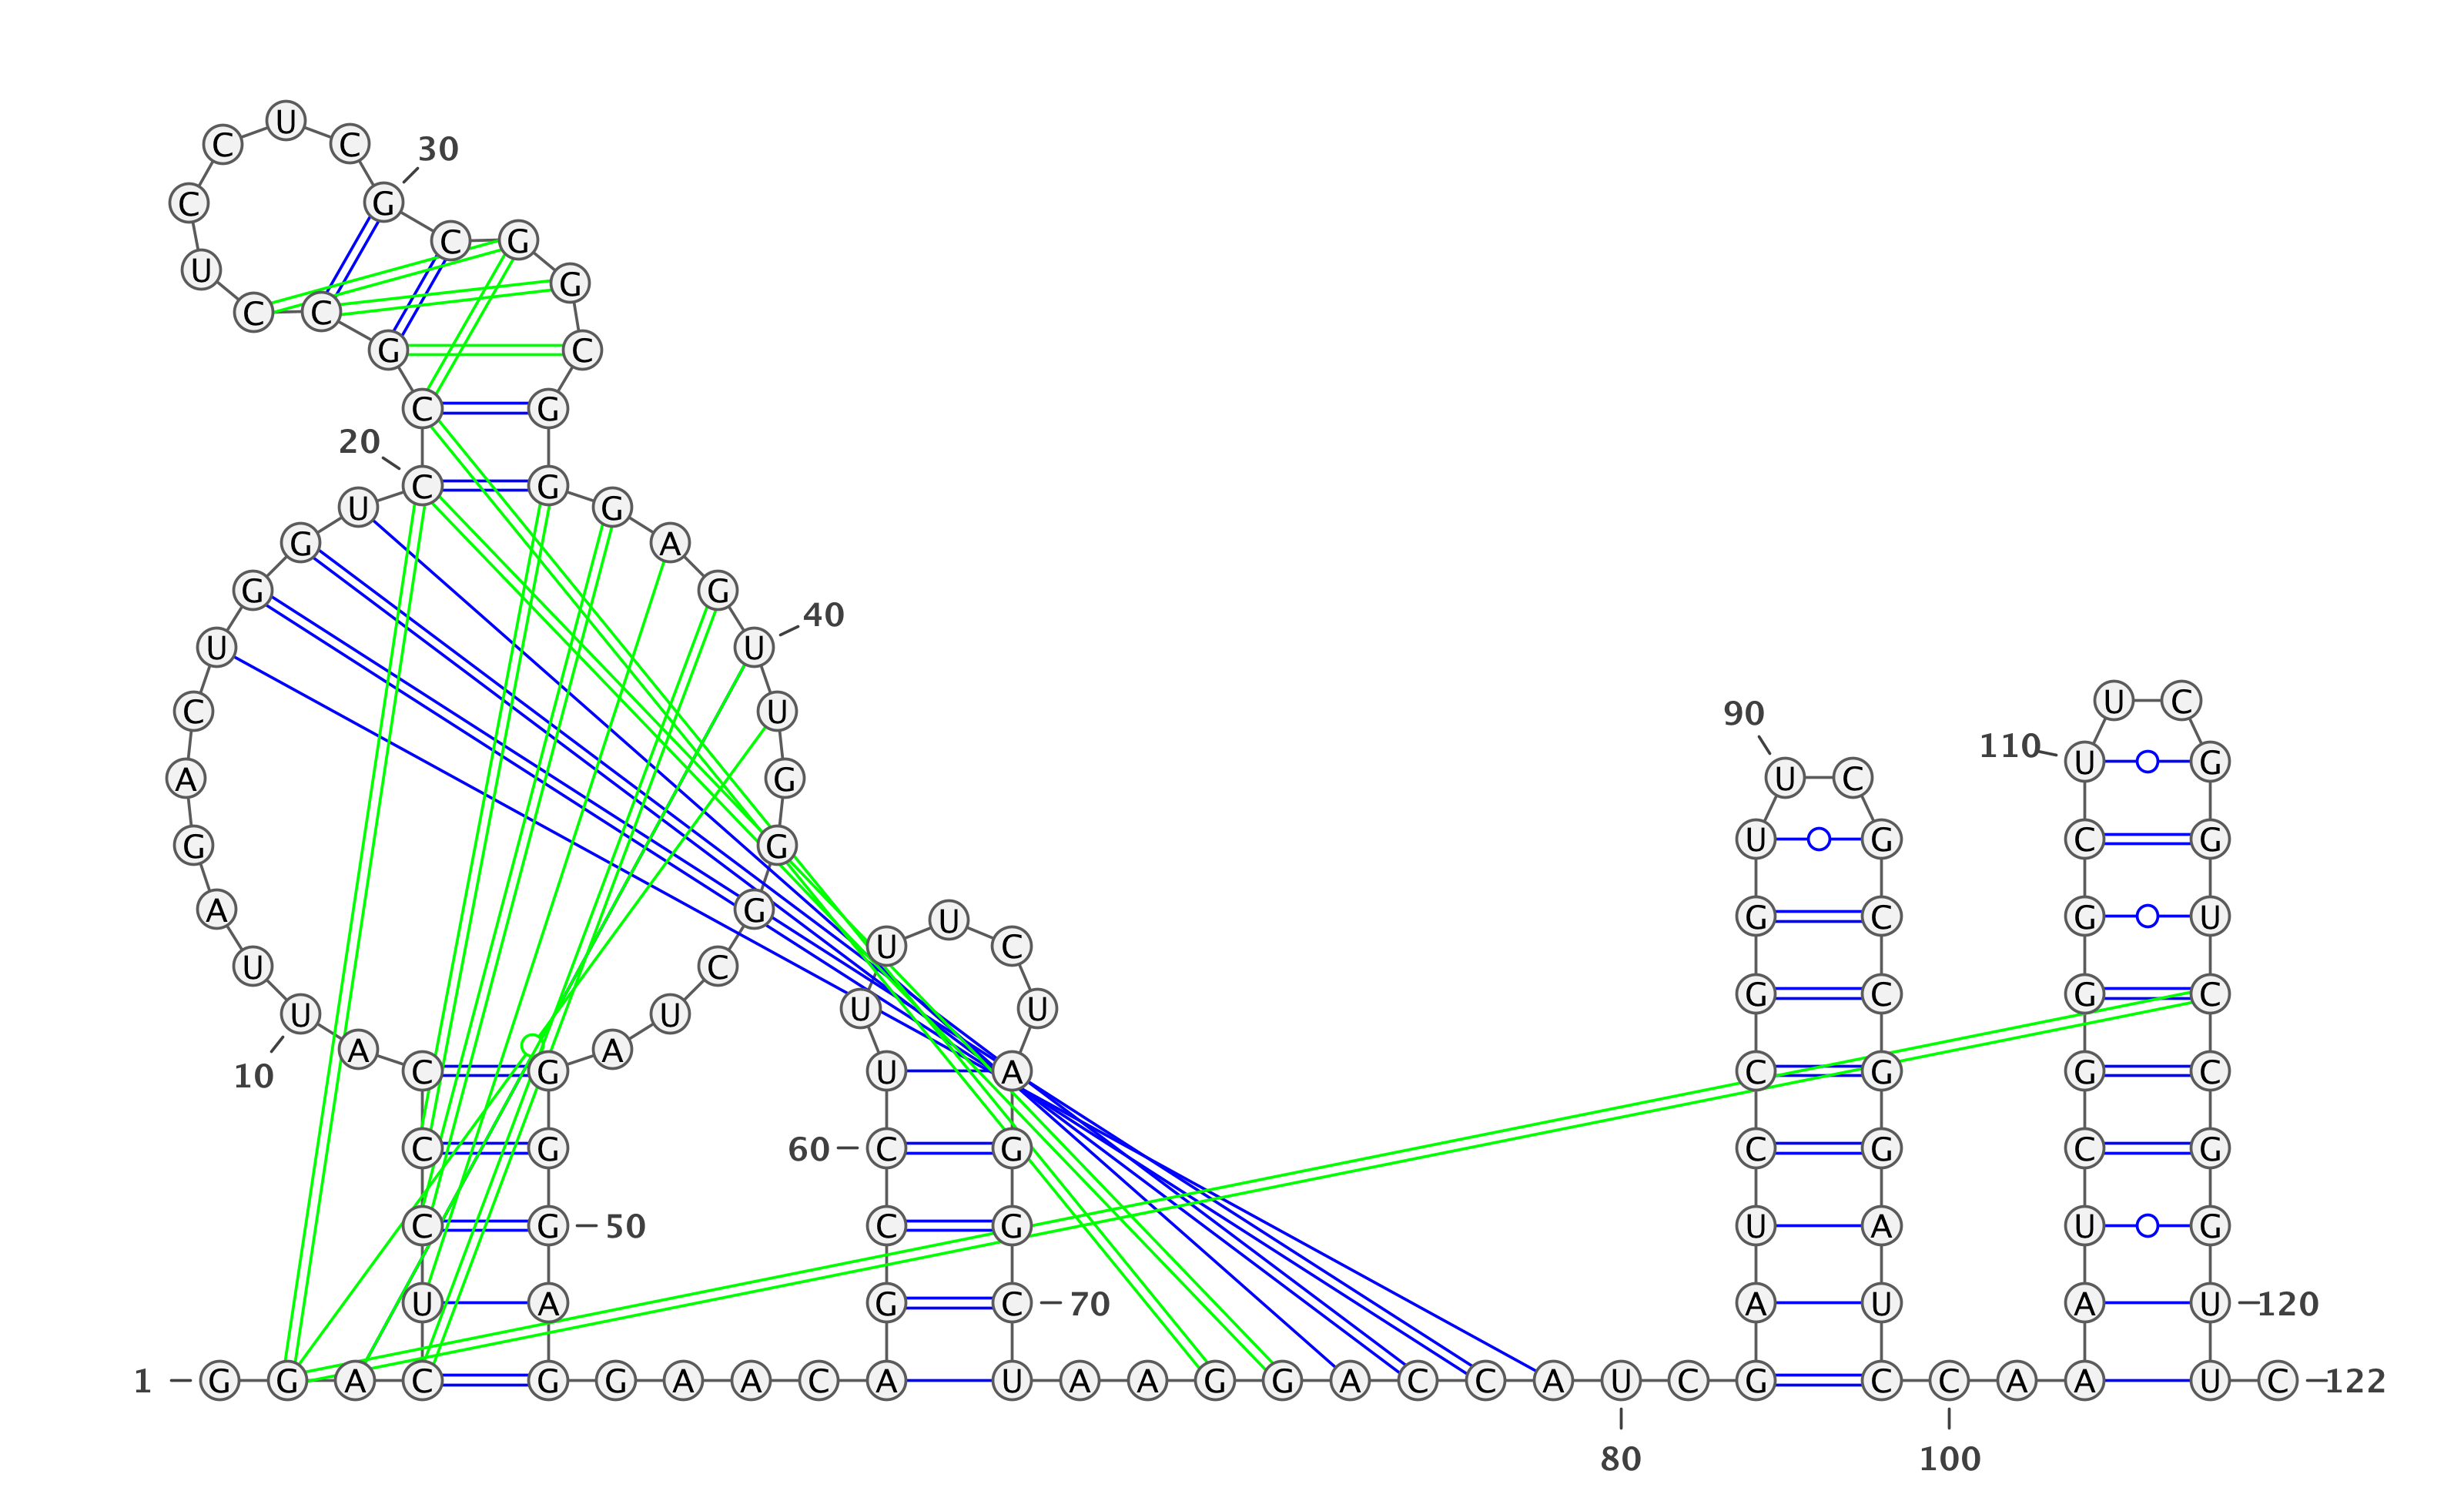 U
C C 30
C G
C G
U G
C C
G C
C G
20
C G
U G
G A
G G
40
U U
U C
C U 90
110 U G
A G U C
G G U G C G
A G U G C G U
U C
U C
G C G C
U U
U U
A A
10 C G U A C G G C
C G 60 C G C G C G
C G 50 C G U A U G
U A G C 70 A U A U 120
1 G G A C G G A A C A U A A G G A C C A U C G C C A A U C 122
80 100